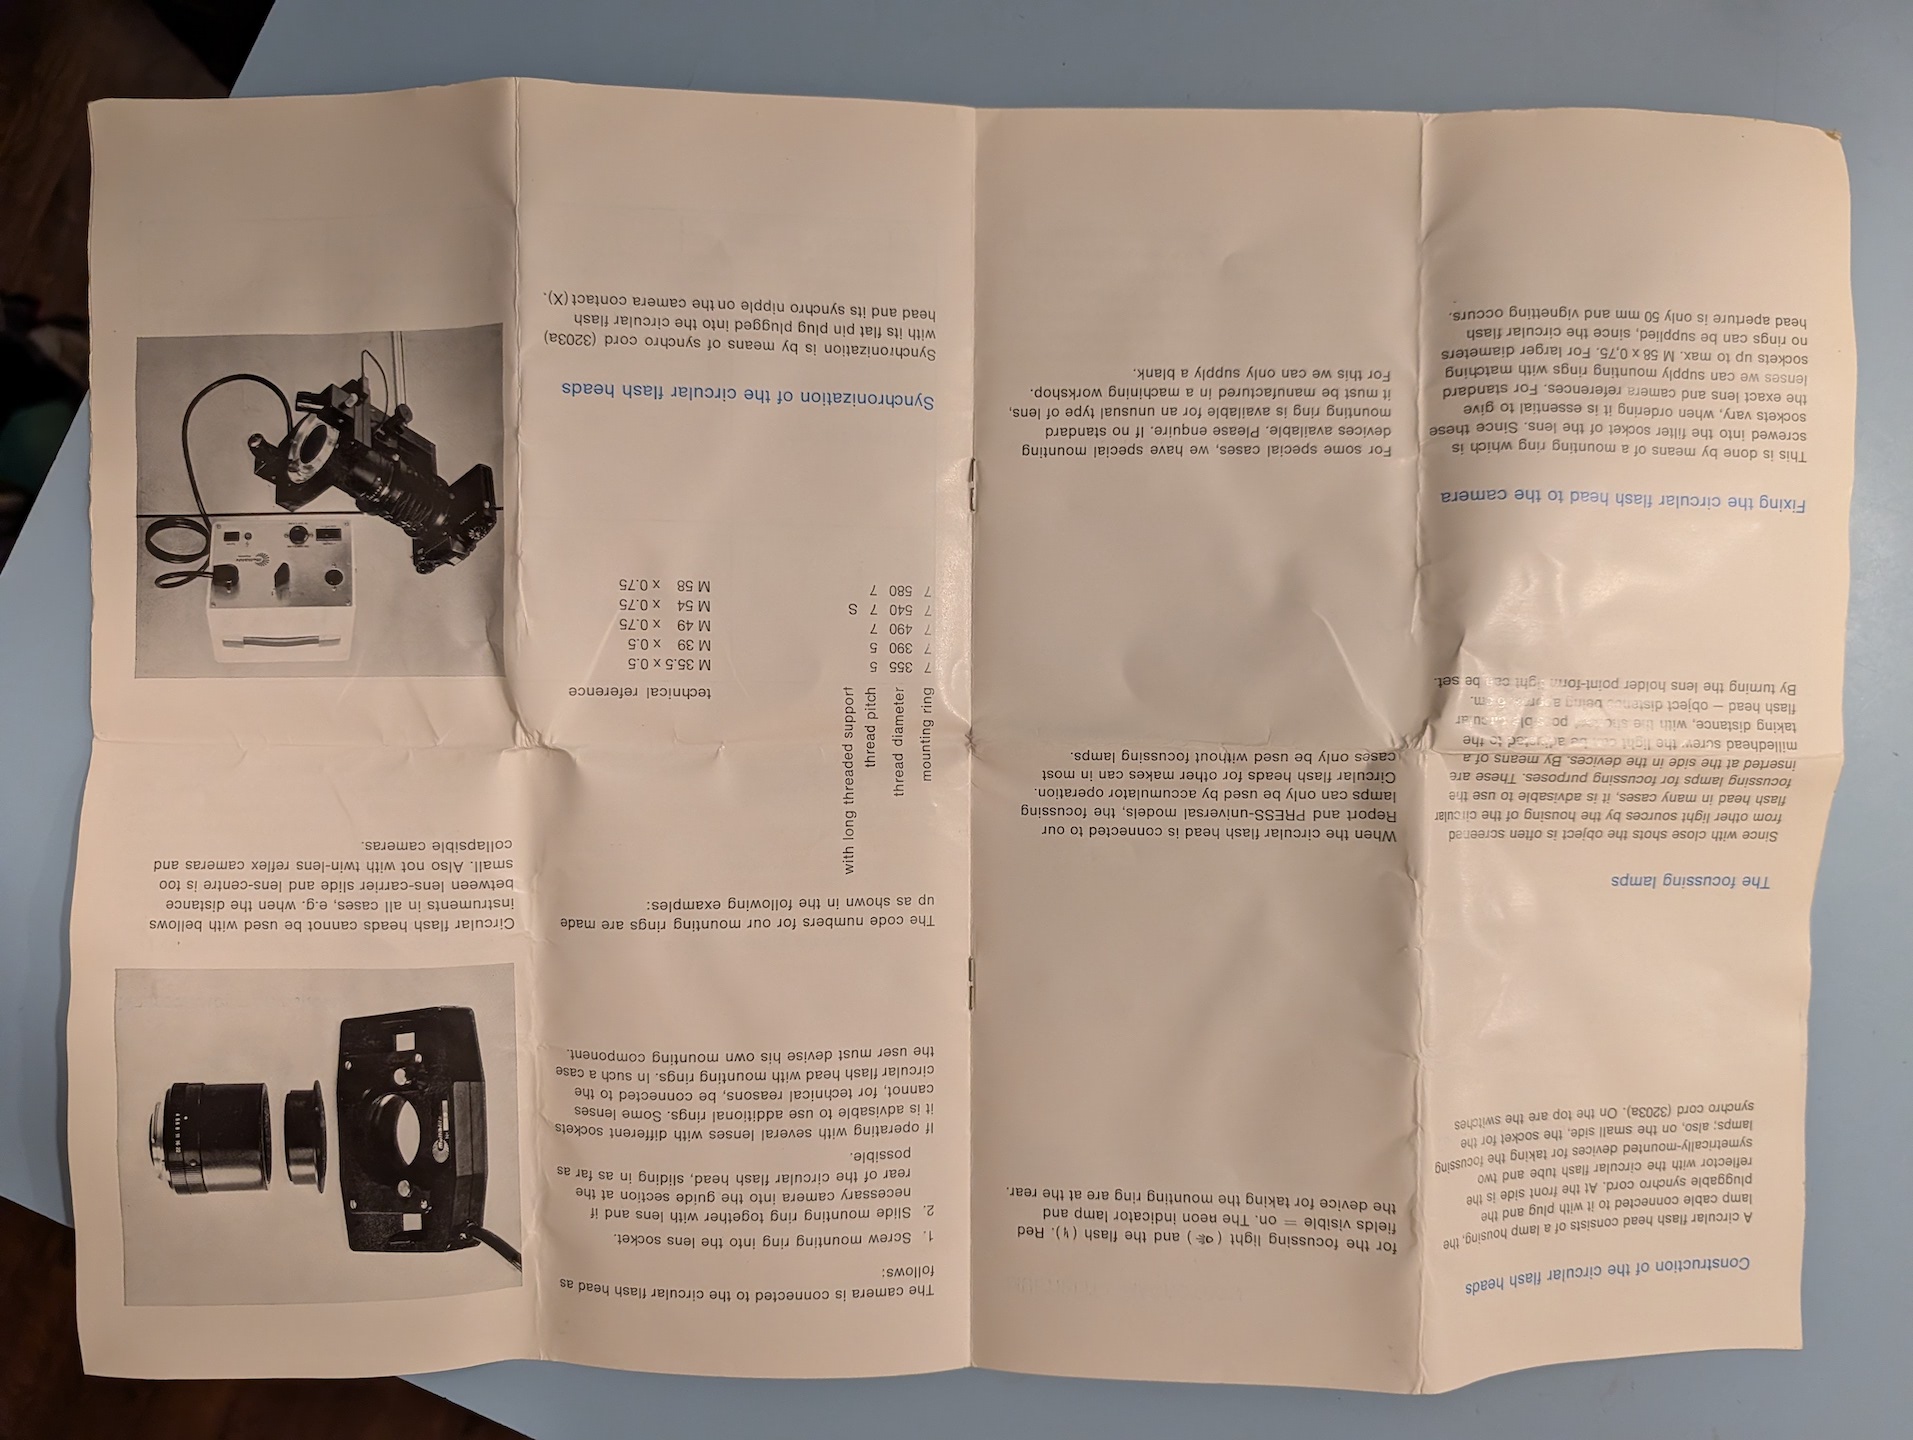 Construction of the circular flash heads
A circular flash head consists of a lamp housing, the
lamp cable connected to it with plug and the
pluggable synchro cord. At the front side is the
reflector with the circular flash tube and two
symetrically-mounted devices for taking the focussing
lamps; also, on the small side, the socket for the
synchro cord (3203a). On the top are the switches
for the focussing light ( ) and the flash ( ). Red
fields visible = on. The neon indicator lamp and
the device for taking the mounting ring are at the rear.
The focussing lamps
Since with close shots the object is often screened
from other light sources by the housing of the circular
flash head in many cases, it is advisable to use the
focussing lamps for focussing purposes. These are
inserted at the side in the devices. By means of a
milledhead screw the light can be adjusted to the
taking distance, with the shortest possible circular
flash head — object distance being approx. cm.
By turning the lens holder point-form light can be set.
When the circular flash head is connected to our
Report and PRESS-universal models, the focussing
lamps can only be used by accumulator operation.
Circular flash heads for other makes can in most
cases only be used without focussing lamps.
Fixing the circular flash head to the camera
This is done by means of a mounting ring which is
screwed into the filter socket of the lens. Since these
sockets vary, when ordering it is essential to give
the exact lens and camera references. For standard
lenses we can supply mounting rings with matching
sockets up to max. M 58 x 0,75. For larger diameters
no rings can be supplied, since the circular flash
head aperture is only 50 mm and vignetting occurs.
For some special cases, we have special mounting
devices available. Please enquire. If no standard
mounting ring is available for an unusual type of lens,
it must be manufactured in a machining workshop.
For this we can only supply a blank.
The camera is connected to the circular flash head as
follows:
1. Screw mounting ring into the lens socket.
2. Slide mounting ring together with lens and if
necessary camera into the guide section at the
rear of the circular flash head, sliding in as far as
possible.
If operating with several lenses with different sockets
it is advisable to use additional rings. Some lenses
cannot, for technical reasons, be connected to the
circular flash head with mounting rings. In such a case
the user must devise his own mounting component.
The code numbers for our mounting rings are made
up as shown in the following examples:
mounting ring
thread diameter
thread pitch
with long threaded support
technical reference
7 355 5 M 35.5 x 0.5
7 390 5 M 39 x 0.5
7 490 7 M 49 x 0.75
7 540 7 S M 54 x 0.75
7 580 7 M 58 x 0.75
Synchronization of the circular flash heads
Synchronization is by means of synchro cord (3203a)
with its flat pin plug plugged into the circular flash
head and its synchro nipple on the camera contact (X).
Circular flash heads cannot be used with bellows
instruments in all cases, e.g. when the distance
between lens-carrier slide and lens-centre is too
small. Also not with twin-lens reflex cameras and
collapsible cameras.